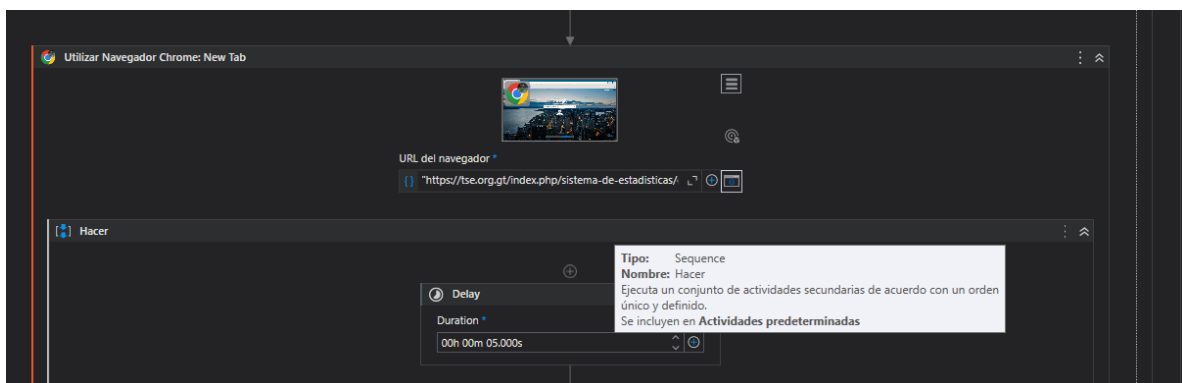 Utilizar Navegador Chrome: New Tab
URL del navegador *
"https://tse.org.gt/index.php/sistema-de-estadisticas/
Hacer
Tipo: Sequence
Nombre: Hacer
Ejecuta un conjunto de actividades secundarias de acuerdo con un orden
único y definido.
Se incluyen en Actividades predeterminadas
Delay
Duration *
00h 00m 05.000s